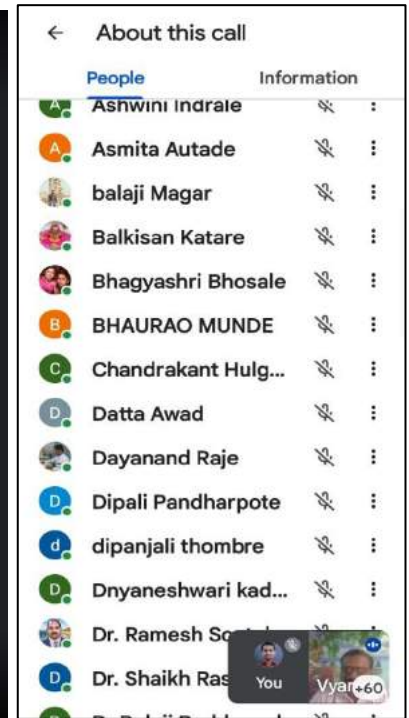 About this call
People Information
A Ashwini Indrale
A Asmita Autade
balaji Magar
Balkisan Katare
Bhagyashri Bhosale
B BHAURAO MUNDE
C Chandrakant Hulg...
D Datta Awad
Dayanand Raje
D Dipali Pandharpote
d dipanjali thombre
D Dnyaneshwari kad...
Dr. Ramesh
D Dr. Shaikh Ras
You +60